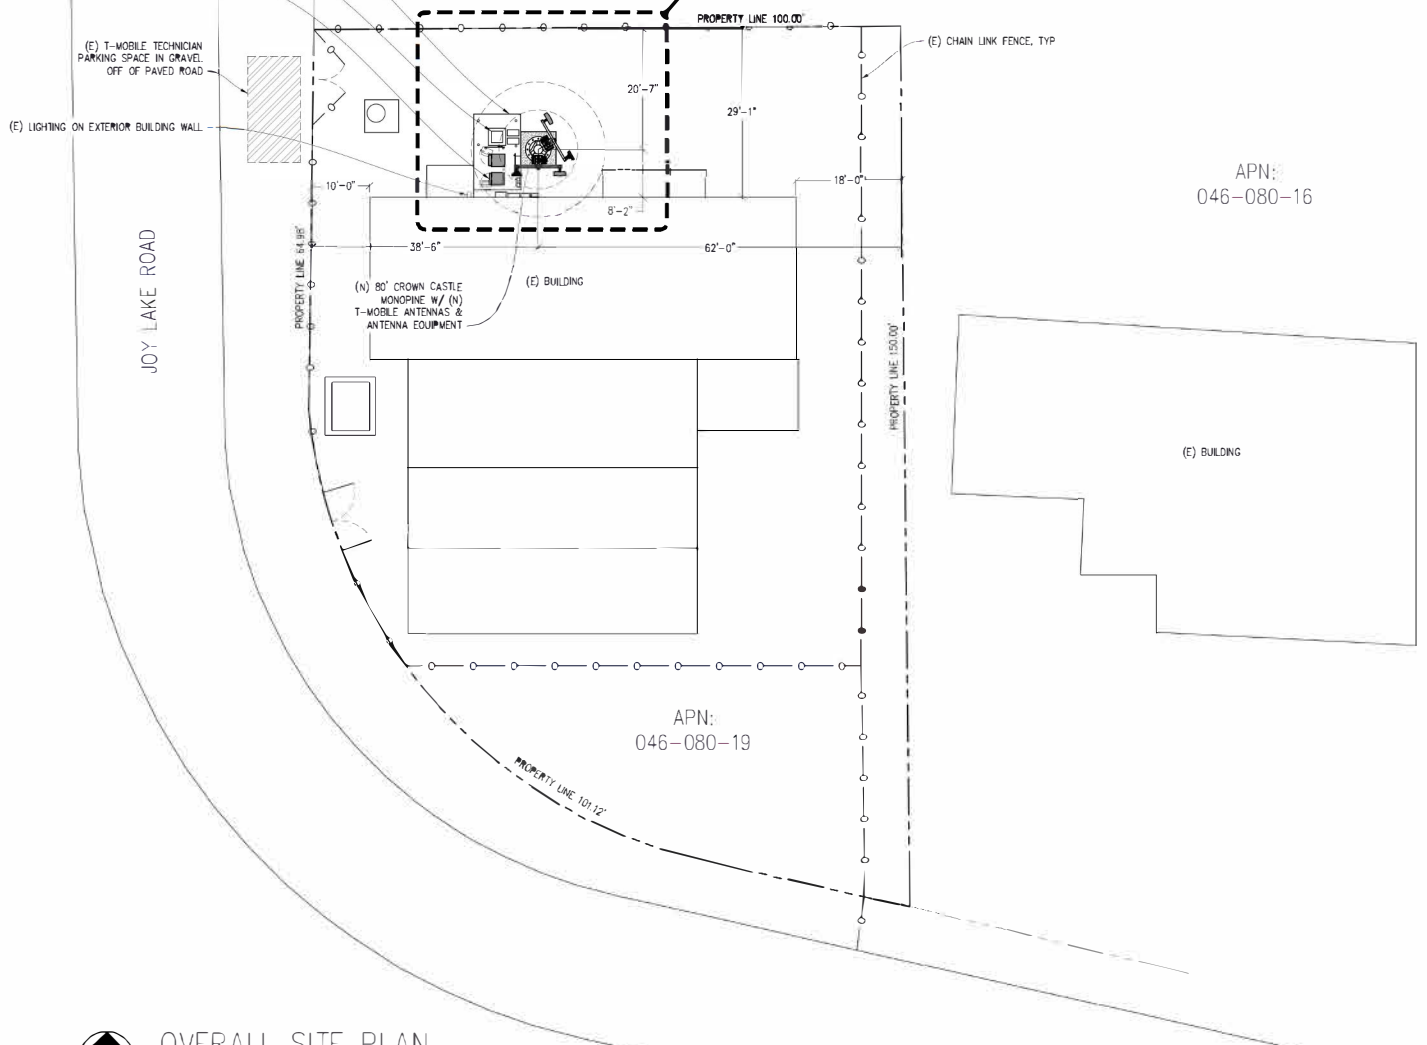 PROPERTY LINE 100.00'
(E) CHAIN LINK FENCE, TYP
(E) T-MOBILE TECHNICIAN
PARKING SPACE IN GRAVEL
OFF OF PAVED ROAD
(E) LIGHTING ON EXTERIOR BUILDING WALL
20'-7"
29'-1"
10'-0"
18'-0"
8'-2"
38'-6"
62'-0"
APN:
046-080-16
JOY LAKE ROAD
PROPERTY LINE 64.98'
(E) BUILDING
(N) 80' CROWN CASTLE
MONOPINE W/ (N)
T-MOBILE ANTENNAS &
ANTENNA EQUIPMENT
PROPERTY LINE 150.00'
(E) BUILDING
APN:
046-080-19
PROPERTY LINE 101.12'
OVERALL SITE PLAN